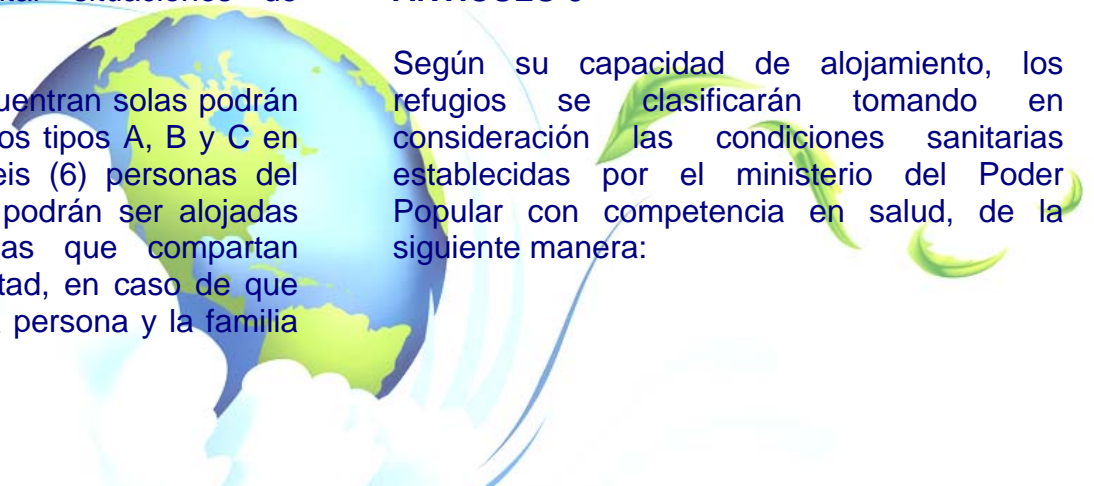 uentran solas podrán
os tipos A, B y C en
eis (6) personas del
podrán ser alojadas
as que compartan
tad, en caso de que
persona y la familia
Según su capacidad de alojamiento, los
refugios se clasificarán tomando en
consideración las condiciones sanitarias
establecidas por el ministerio del Poder
Popular con competencia en salud, de la
siguiente manera: